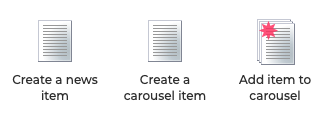 Create a news
item
Create a
carousel item
Add item to
carousel